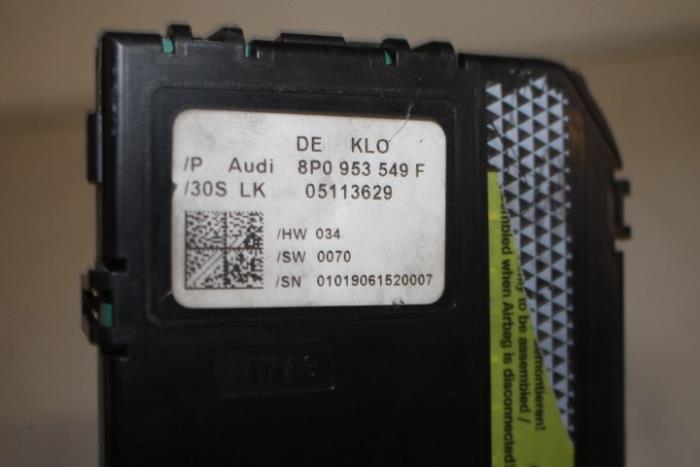 DE KLO
/P Audi 8P0 953 549 F
/30S LK 05113629
/HW 034
/SW 0070
/SN 01019061520007
to be assembled /
when Airbag is
disconnected